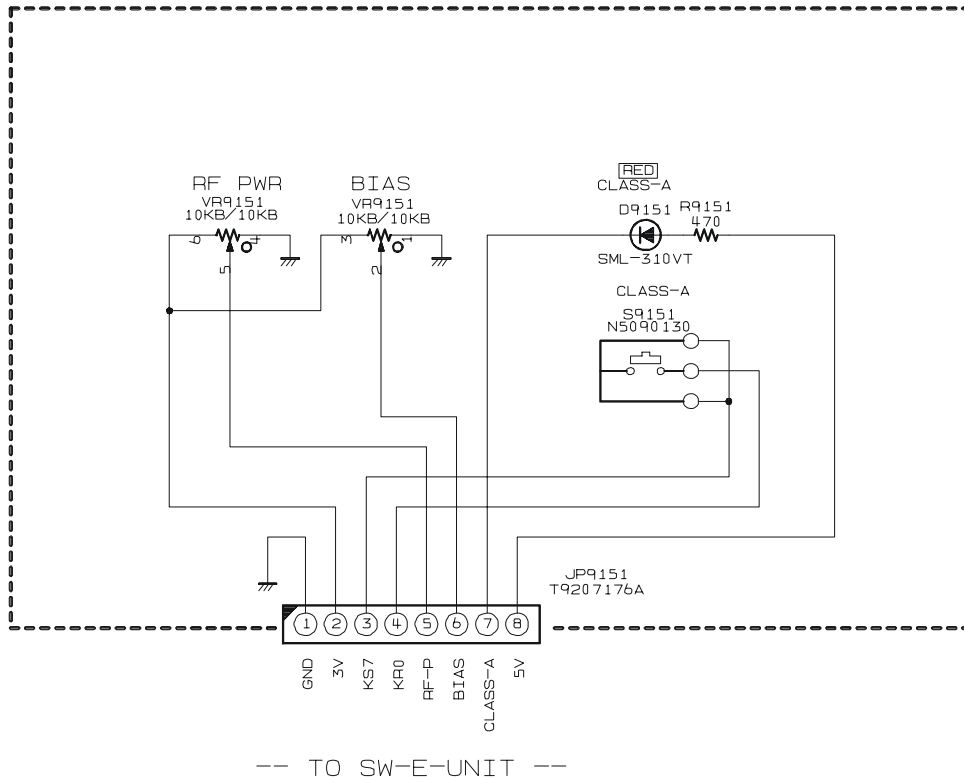 RF PWR
VR9151
10KB/10KB
6
4
5
BIAS
VR9151
10KB/10KB
3
1
2
RED
CLASS-A
D9151
R9151
470
SML-310VT
CLASS-A
S9151
N5090130
JP9151
T9207176A
1 2 3 4 5 6 7 8
GND
3V
KS7
KR0
RF-P
BIAS
CLASS-A
5V
-- TO SW-E-UNIT --